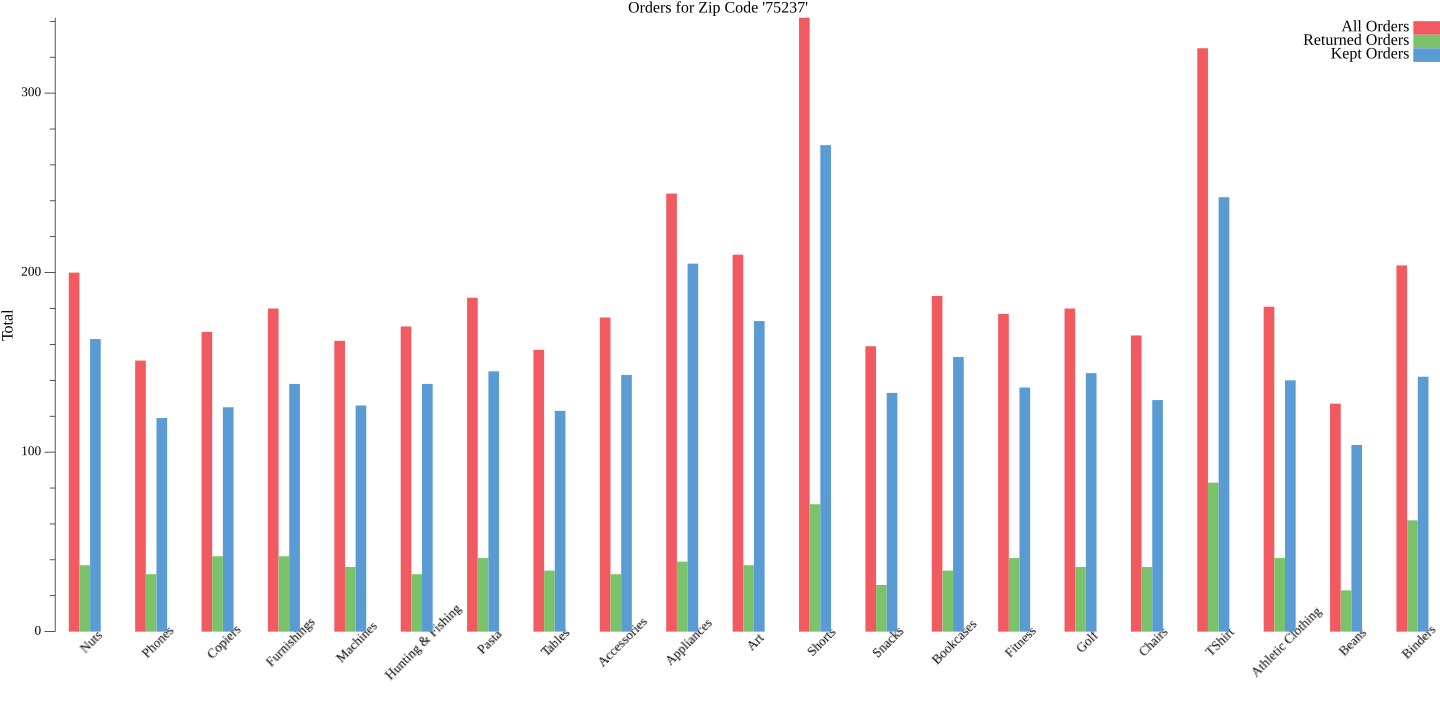 Orders for Zip Code '75237'
All Orders
Returned Orders
Kept Orders
Total
300
200
100
0
Nuts
Phones
Copiers
Furnishings
Machines
Hunting & Fishing
Pasta
Tables
Accessories
Appliances
Art
Shorts
Snacks
Bookcases
Fitness
Golf
Chairs
TShirt
Athletic Clothing
Beans
Binders